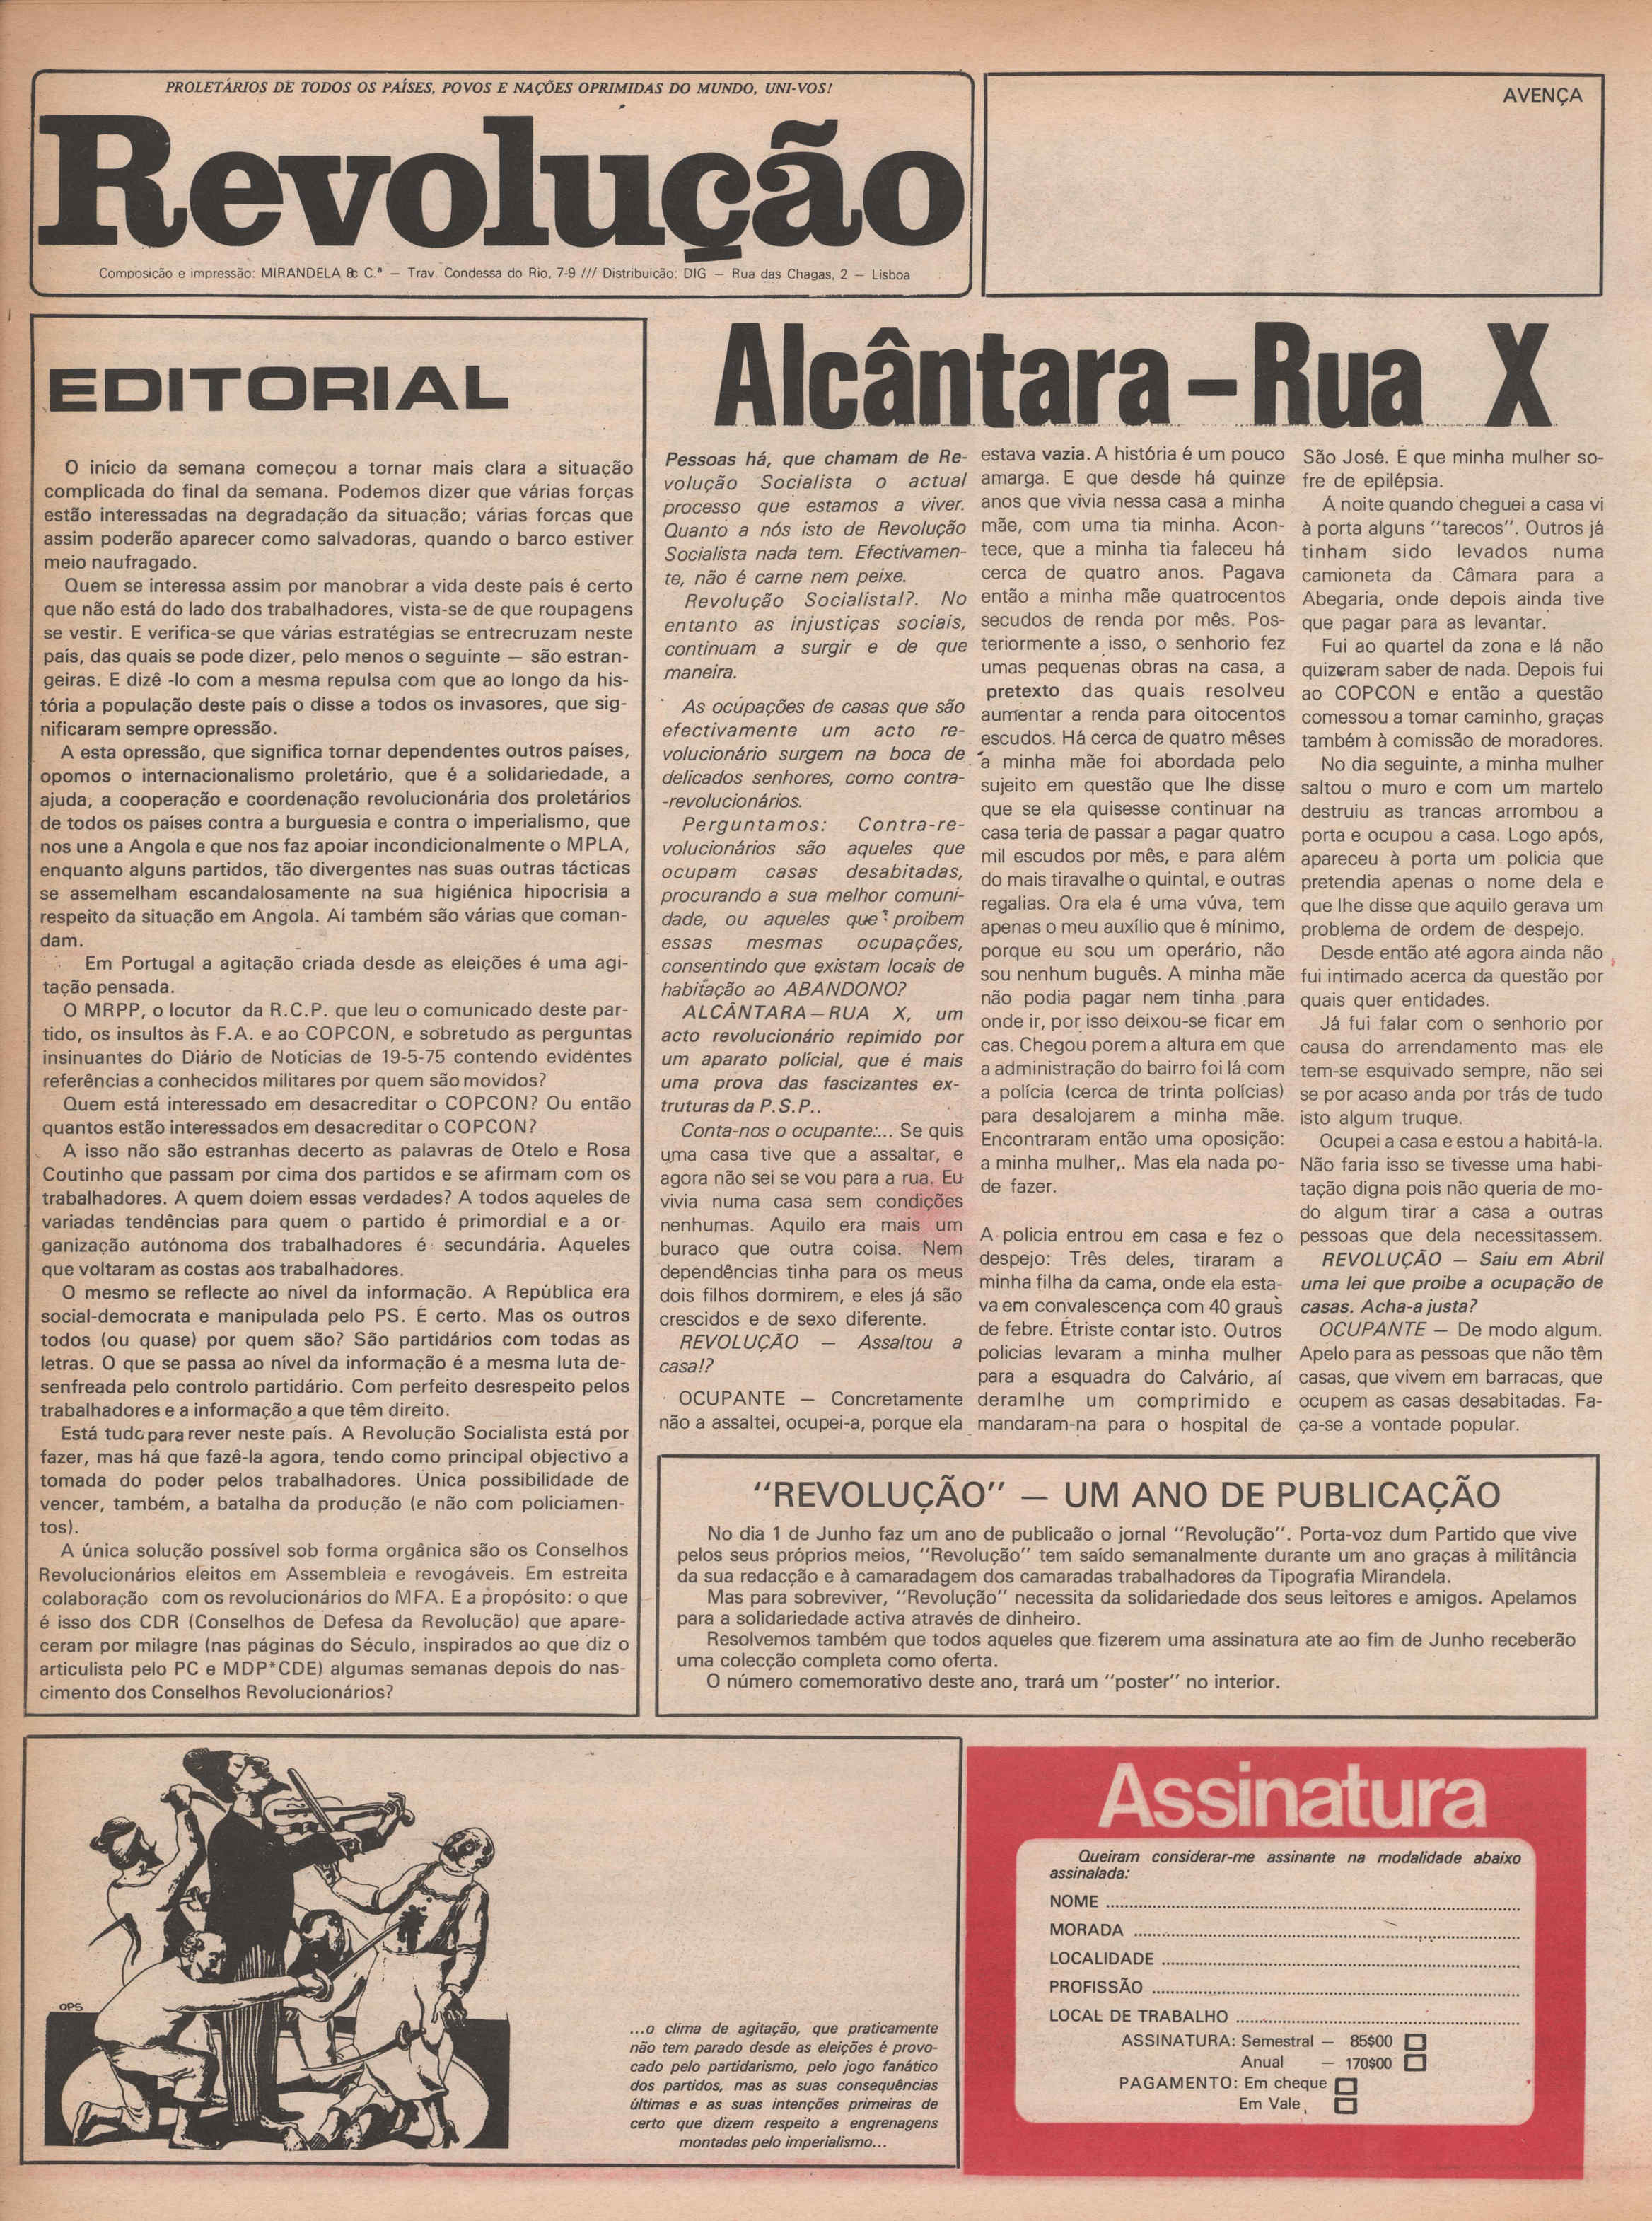 PROLETÁRIOS DE TODOS OS PAÍSES, POVOS E NAÇÕES OPRIMIDAS DO MUNDO, UNI-VOS!
Revolução
Composição e impressão: MIRANDELA & C.ª — Trav. Condessa do Rio, 7-9 /// Distribuição: DIG — Rua das Chagas, 2 — Lisboa
AVENÇA
EDITORIAL
O início da semana começou a tornar mais clara a situação
complicada do final da semana. Podemos dizer que várias forças
estão interessadas na degradação da situação; várias forças que
assim poderão aparecer como salvadoras, quando o barco estiver
meio naufragado.
Quem se interessa assim por manobrar a vida deste país é certo
que não está do lado dos trabalhadores, vista-se de que roupagens
se vestir. E verifica-se que várias estratégias se entrecruzam neste
país, das quais se pode dizer, pelo menos o seguinte — são estran-
geiras. E dizê -lo com a mesma repulsa com que ao longo da his-
tória a população deste país o disse a todos os invasores, que sig-
nificaram sempre opressão.
A esta opressão, que significa tornar dependentes outros países,
opomos o internacionalismo proletário, que é a solidariedade, a
ajuda, a cooperação e coordenação revolucionária dos proletários
de todos os países contra a burguesia e contra o imperialismo, que
nos une a Angola e que nos faz apoiar incondicionalmente o MPLA,
enquanto alguns partidos, tão divergentes nas suas outras tácticas
se assemelham escandalosamente na sua higiénica hipocrisia a
respeito da situação em Angola. Aí também são várias que coman-
dam.
Em Portugal a agitação criada desde as eleições é uma agi-
tação pensada.
O MRPP, o locutor da R.C.P. que leu o comunicado deste par-
tido, os insultos às F.A. e ao COPCON, e sobretudo as perguntas
insinuantes do Diário de Notícias de 19-5-75 contendo evidentes
referências a conhecidos militares por quem são movidos?
Quem está interessado em desacreditar o COPCON? Ou então
quantos estão interessados em desacreditar o COPCON?
A isso não são estranhas decerto as palavras de Otelo e Rosa
Coutinho que passam por cima dos partidos e se afirmam com os
trabalhadores. A quem doiem essas verdades? A todos aqueles de
variadas tendências para quem o partido é primordial e a or-
ganização autónoma dos trabalhadores é secundária. Aqueles
que voltaram as costas aos trabalhadores.
O mesmo se reflecte ao nível da informação. A República era
social-democrata e manipulada pelo PS. É certo. Mas os outros
todos (ou quase) por quem são? São partidários com todas as
letras. O que se passa ao nível da informação é a mesma luta de-
senfreada pelo controlo partidário. Com perfeito desrespeito pelos
trabalhadores e a informação a que têm direito.
Está tudo para rever neste país. A Revolução Socialista está por
fazer, mas há que fazê-la agora, tendo como principal objectivo a
tomada do poder pelos trabalhadores. Única possibilidade de
vencer, também, a batalha da produção (e não com policiamen-
tos).
A única solução possível sob forma orgânica são os Conselhos
Revolucionários eleitos em Assembleia e revogáveis. Em estreita
colaboração com os revolucionários do MFA. E a propósito: o que
é isso dos CDR (Conselhos de Defesa da Revolução) que apare-
ceram por milagre (nas páginas do Século, inspirados ao que diz o
articulista pelo PC e MDP*CDE) algumas semanas depois do nas-
cimento dos Conselhos Revolucionários?
Alcântara – Rua X
Pessoas há, que chamam de Re-
volução Socialista o actual
processo que estamos a viver.
Quanto a nós isto de Revolução
Socialista nada tem. Efectivamen-
te, não é carne nem peixe.
Revolução Socialista!?. No
entanto as injustiças sociais,
continuam a surgir e de que
maneira.
As ocupações de casas que são
efectivamente um acto re-
volucionário surgem na boca de
delicados senhores, como contra-
-revolucionários.
Perguntamos: Contra-re-
volucionários são aqueles que
ocupam casas desabitadas,
procurando a sua melhor comuni-
dade, ou aqueles que proibem
essas mesmas ocupações,
consentindo que existam locais de
habitação ao ABANDONO?
ALCÂNTARA—RUA X, um
acto revolucionário repimido por
um aparato polícial, que é mais
uma prova das fascizantes ex-
truturas da P.S.P..
Conta-nos o ocupante:... Se quis
uma casa tive que a assaltar, e
agora não sei se vou para a rua. Eu
vivia numa casa sem condições
nenhumas. Aquilo era mais um
buraco que outra coisa. Nem
dependências tinha para os meus
dois filhos dormirem, e eles já são
crescidos e de sexo diferente.
REVOLUÇÃO — Assaltou a
casa!?
OCUPANTE — Concretamente
não a assaltei, ocupei-a, porque ela
estava vazia. A história é um pouco
amarga. E que desde há quinze
anos que vivia nessa casa a minha
mãe, com uma tia minha. Acon-
tece, que a minha tia faleceu há
cerca de quatro anos. Pagava
então a minha mãe quatrocentos
secudos de renda por mês. Pos-
teriormente a isso, o senhorio fez
umas pequenas obras na casa, a
pretexto das quais resolveu
aumentar a renda para oitocentos
escudos. Há cerca de quatro mêses
a minha mãe foi abordada pelo
sujeito em questão que lhe disse
que se ela quisesse continuar na
casa teria de passar a pagar quatro
mil escudos por mês, e para além
do mais tiravalhe o quintal, e outras
regalias. Ora ela é uma vúva, tem
apenas o meu auxílio que é mínimo,
porque eu sou um operário, não
sou nenhum buguês. A minha mãe
não podia pagar nem tinha para
onde ir, por isso deixou-se ficar em
cas. Chegou porem a altura em que
a administração do bairro foi lá com
a polícia (cerca de trinta polícias)
para desalojarem a minha mãe.
Encontraram então uma oposição:
a minha mulher,. Mas ela nada po-
de fazer.
A policia entrou em casa e fez o
despejo: Três deles, tiraram a
minha filha da cama, onde ela esta-
va em convalescença com 40 graus
de febre. Étriste contar isto. Outros
policias levaram a minha mulher
para a esquadra do Calvário, aí
deramlhe um comprimido e
mandaram-na para o hospital de
São José. É que minha mulher so-
fre de epilépsia.
À noite quando cheguei a casa vi
à porta alguns "tarecos". Outros já
tinham sido levados numa
camioneta da Câmara para a
Abegaria, onde depois ainda tive
que pagar para as levantar.
Fui ao quartel da zona e lá não
quizeram saber de nada. Depois fui
ao COPCON e então a questão
comessou a tomar caminho, graças
também à comissão de moradores.
No dia seguinte, a minha mulher
saltou o muro e com um martelo
destruiu as trancas arrombou a
porta e ocupou a casa. Logo após,
apareceu à porta um policia que
pretendia apenas o nome dela e
que lhe disse que aquilo gerava um
problema de ordem de despejo.
Desde então até agora ainda não
fui intimado acerca da questão por
quais quer entidades.
Já fui falar com o senhorio por
causa do arrendamento mas ele
tem-se esquivado sempre, não sei
se por acaso anda por trás de tudo
isto algum truque.
Ocupei a casa e estou a habitá-la.
Não faria isso se tivesse uma habi-
tação digna pois não queria de mo-
do algum tirar a casa a outras
pessoas que dela necessitassem.
REVOLUÇÃO — Saiu em Abril
uma lei que proibe a ocupação de
casas. Acha-a justa?
OCUPANTE — De modo algum.
Apelo para as pessoas que não têm
casas, que vivem em barracas, que
ocupem as casas desabitadas. Fa-
ça-se a vontade popular.
"REVOLUÇÃO" — UM ANO DE PUBLICAÇÃO
No dia 1 de Junho faz um ano de publicaão o jornal "Revolução". Porta-voz dum Partido que vive
pelos seus próprios meios, "Revolução" tem saído semanalmente durante um ano graças à militância
da sua redacção e à camaradagem dos camaradas trabalhadores da Tipografia Mirandela.
Mas para sobreviver, "Revolução" necessita da solidariedade dos seus leitores e amigos. Apelamos
para a solidariedade activa através de dinheiro.
Resolvemos também que todos aqueles que fizerem uma assinatura ate ao fim de Junho receberão
uma colecção completa como oferta.
O número comemorativo deste ano, trará um "poster" no interior.
OPS
...o clima de agitação, que praticamente
não tem parado desde as eleições é provo-
cado pelo partidarismo, pelo jogo fanático
dos partidos, mas as suas consequências
últimas e as suas intenções primeiras de
certo que dizem respeito a engrenagens
montadas pelo imperialismo...
Assinatura
Queiram considerar-me assinante na modalidade abaixo
assinalada:
NOME
MORADA
LOCALIDADE
PROFISSÃO
LOCAL DE TRABALHO
ASSINATURA: Semestral — 85$00
Anual — 170$00
PAGAMENTO: Em cheque
Em Vale